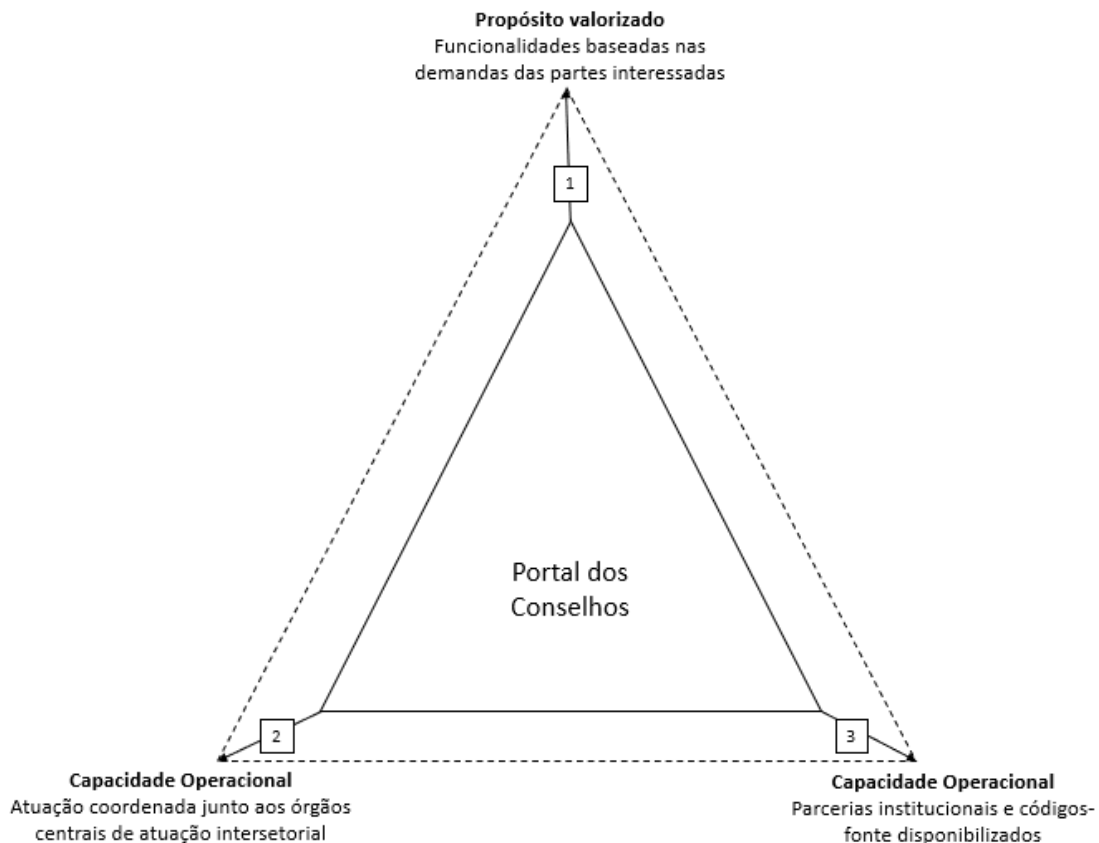 Propósito valorizado
Funcionalidades baseadas nas
demandas das partes interessadas
1
Portal dos
Conselhos
2
3
Capacidade Operacional
Atuação coordenada junto aos órgãos
centrais de atuação intersetorial
Capacidade Operacional
Parcerias institucionais e códigos-
fonte disponibilizados